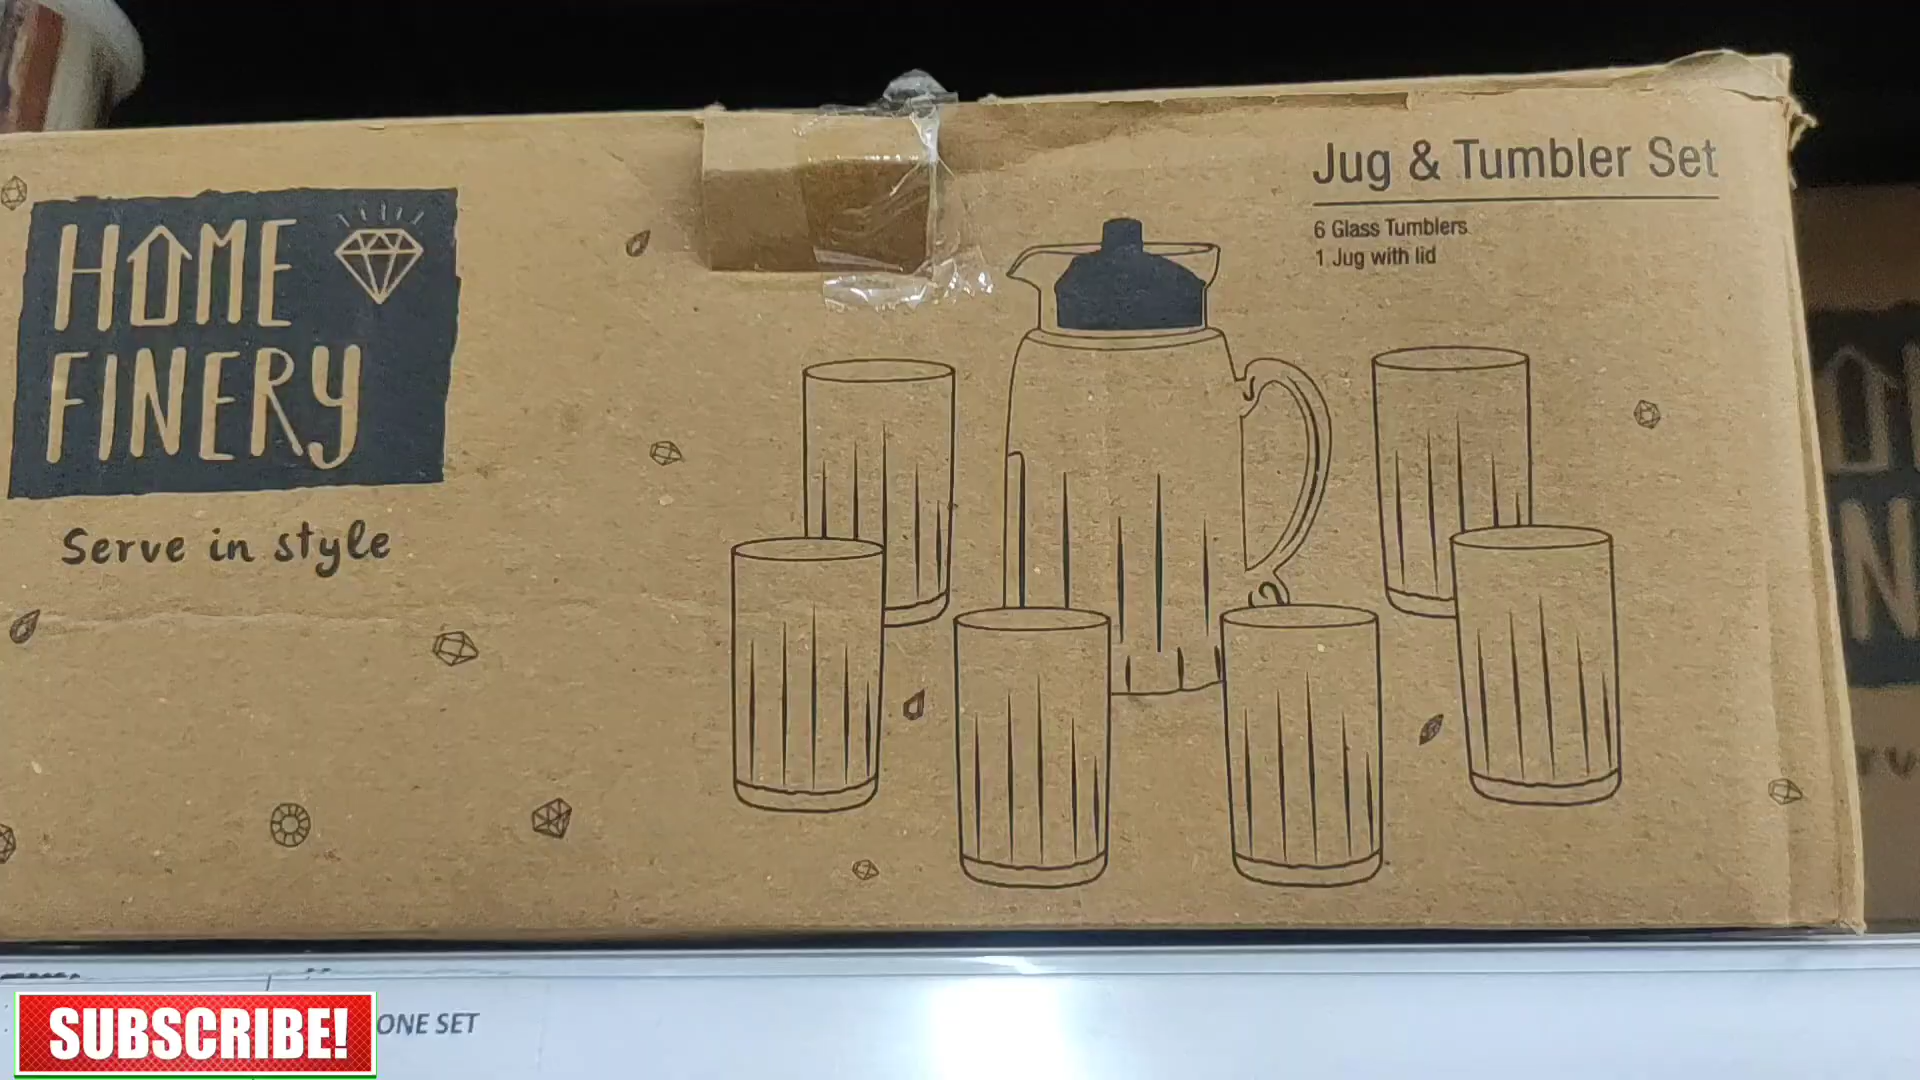 HOME
FINERY
Serve in style
Jug & Tumbler Set
6 Glass Tumblers
1 Jug with lid
SUBSCRIBE!
ONE SET